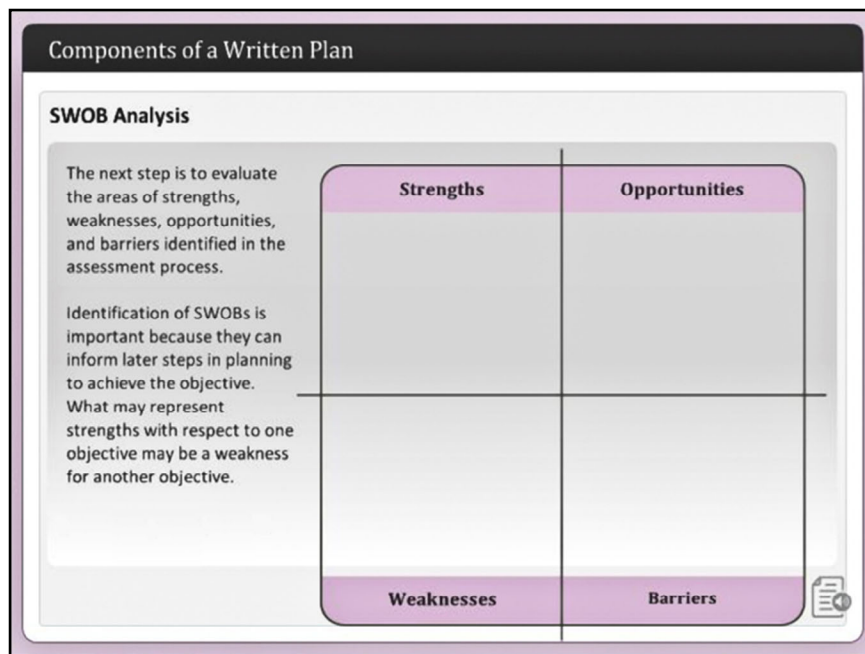 Components of a Written Plan
SWOB Analysis
The next step is to evaluate
the areas of strengths,
weaknesses, opportunities,
and barriers identified in the
assessment process.
Identification of SWOBs is
important because they can
inform later steps in planning
to achieve the objective.
What may represent
strengths with respect to one
objective may be a weakness
for another objective.
Strengths
Opportunities
Weaknesses
Barriers